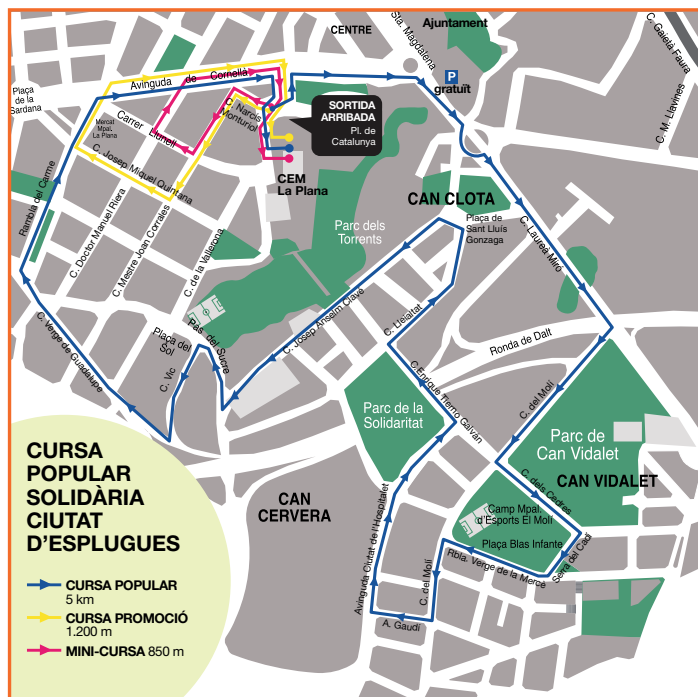 Ajuntament
Sta. Magdalena
C. Gaietà Faura
C. M. Llavines
CENTRE
P
gratuït
Avinguda de Cornellà
Plaça
de la
Sardana
Mercat
Mpal.
La Plana
Carrer Llunell
C. Narcís
Monturiol
SORTIDA
ARRIBADA
Pl. de
Catalunya
C. Josep Miquel Quintana
CEM
La Plana
Rambla del Carme
C. Doctor Manuel Riera
C. Mestre Joan Corrales
C. de la Vallerona
Parc dels
Torrents
CAN CLOTA
Plaça de
Sant Lluís
Gonzaga
C. Laureà Miró
C. Verge de Guadalupe
Plaça del
Sol
Pas. del Sucre
C. Vic
C. Josep Anselm Clavé
C. Lleialtat
Ronda de Dalt
C. Enrique Tierno Galván
C. del Molí
Parc de la
Solidaritat
Parc de
Can Vidalet
CAN VIDALET
C. dels Cedres
Camp Mpal.
d'Esports El Molí
Plaça Blas Infante
Serra del Cadí
Rbla. Verge de la Mercè
CAN
CERVERA
Avinguda Ciutat de l'Hospitalet
C. del Molí
A. Gaudí
CURSA
POPULAR
SOLIDÀRIA
CIUTAT
D'ESPLUGUES
CURSA POPULAR
5 km
CURSA PROMOCIÓ
1.200 m
MINI-CURSA 850 m